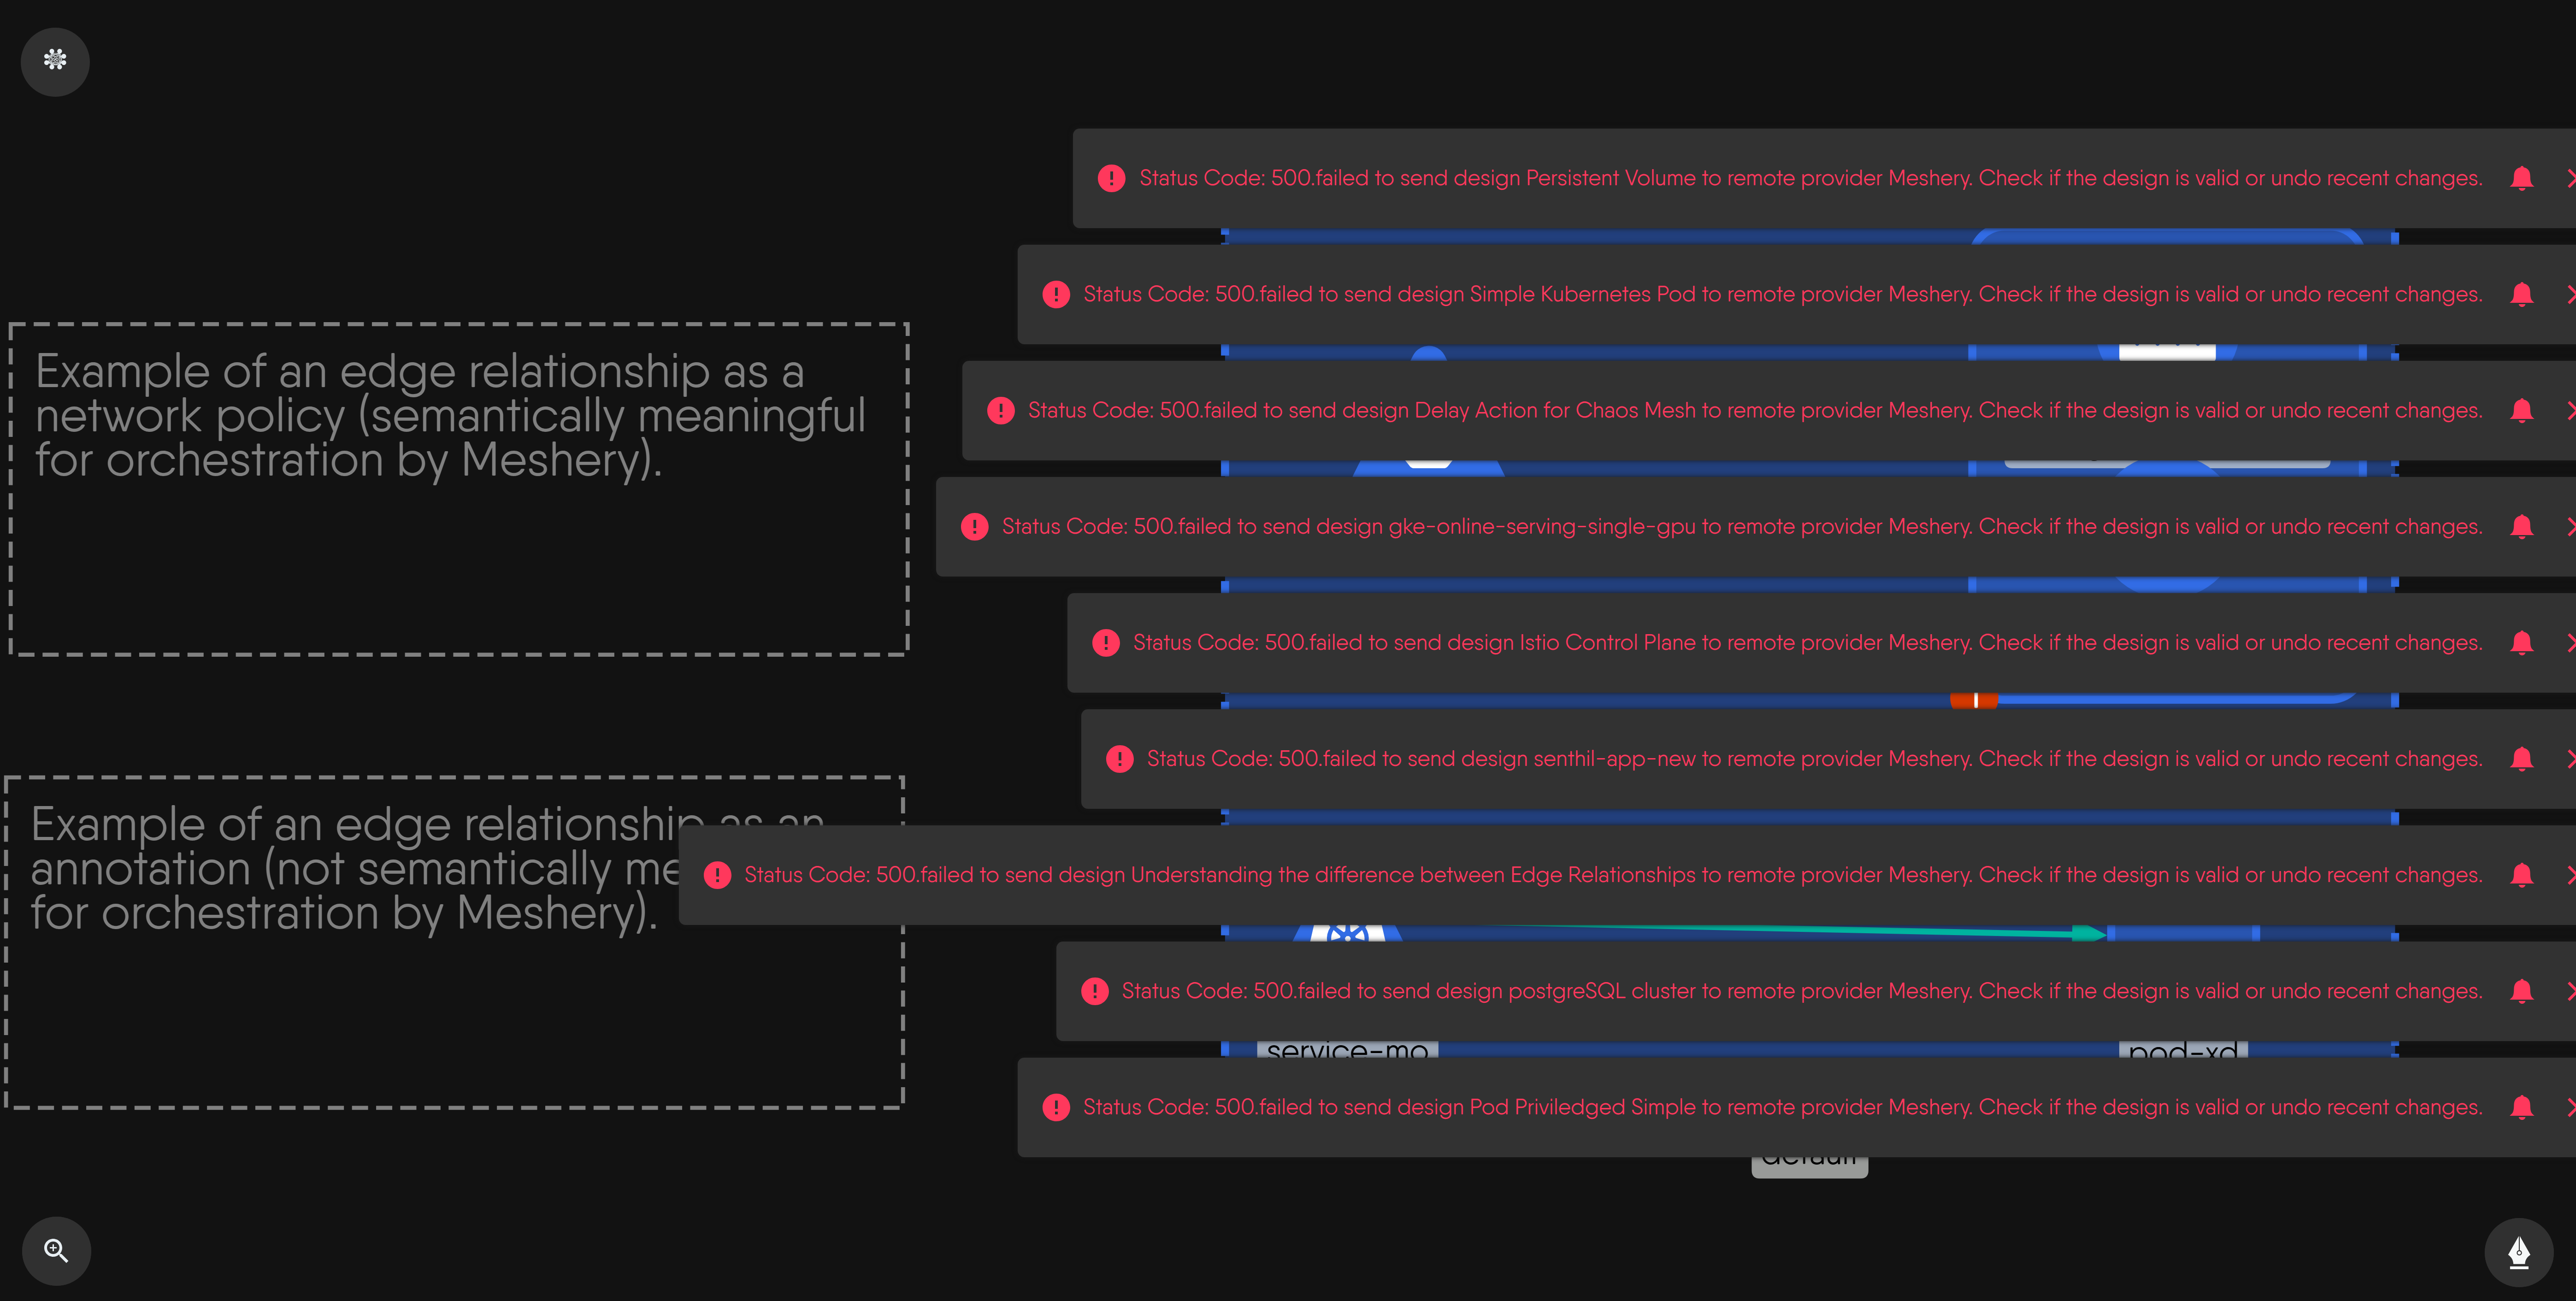 Status Code: 500.failed to send design Persistent Volume to remote provider Meshery. Check if the design is valid or undo recent changes.
Status Code: 500.failed to send design Simple Kubernetes Pod to remote provider Meshery. Check if the design is valid or undo recent changes.
Example of an edge relationship as a
network policy (semantically meaningful
for orchestration by Meshery).
Status Code: 500.failed to send design Delay Action for Chaos Mesh to remote provider Meshery. Check if the design is valid or undo recent changes.
Status Code: 500.failed to send design gke-online-serving-single-gpu to remote provider Meshery. Check if the design is valid or undo recent changes.
Status Code: 500.failed to send design Istio Control Plane to remote provider Meshery. Check if the design is valid or undo recent changes.
Status Code: 500.failed to send design senthil-app-new to remote provider Meshery. Check if the design is valid or undo recent changes.
Example of an edge relationship as an
annotation (not semantically me
for orchestration by Meshery).
Status Code: 500.failed to send design Understanding the difference between Edge Relationships to remote provider Meshery. Check if the design is valid or undo recent changes.
Status Code: 500.failed to send design postgreSQL cluster to remote provider Meshery. Check if the design is valid or undo recent changes.
service-mo
pod-xd
Status Code: 500.failed to send design Pod Priviledged Simple to remote provider Meshery. Check if the design is valid or undo recent changes.
default